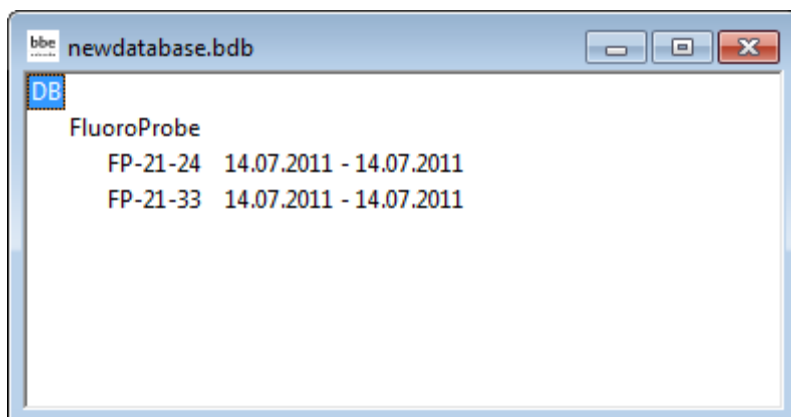 bbe newdatabase.bdb
DB
FluoroProbe
FP-21-24 14.07.2011 - 14.07.2011
FP-21-33 14.07.2011 - 14.07.2011